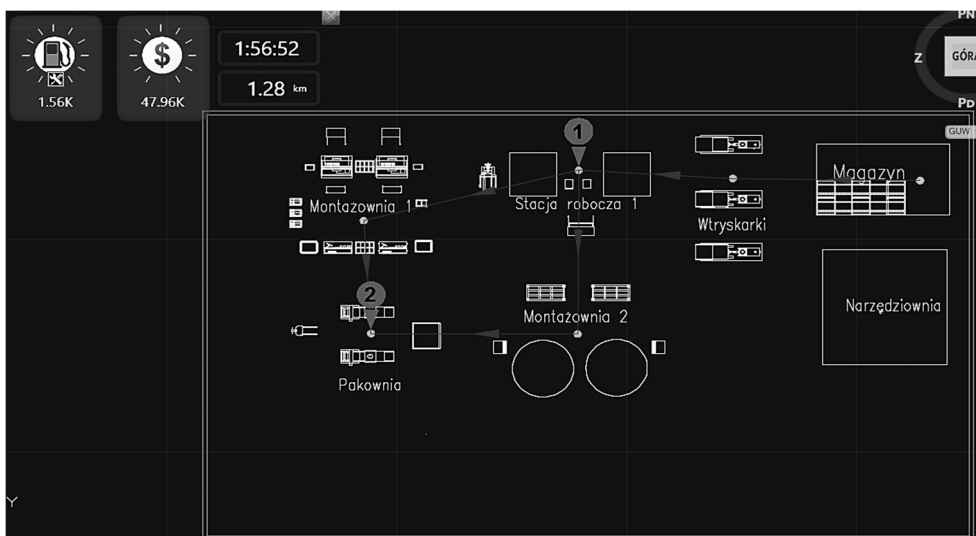 PN
Z
GÓRA
Pd
GUW
1.56K
$
47.96K
1:56:52
1.28 km
1
Magazyn
Montażownia 1
Stacja robocza 1
Wtryskarki
2
Montażownia 2
Narzędziownia
Pakownia
Y